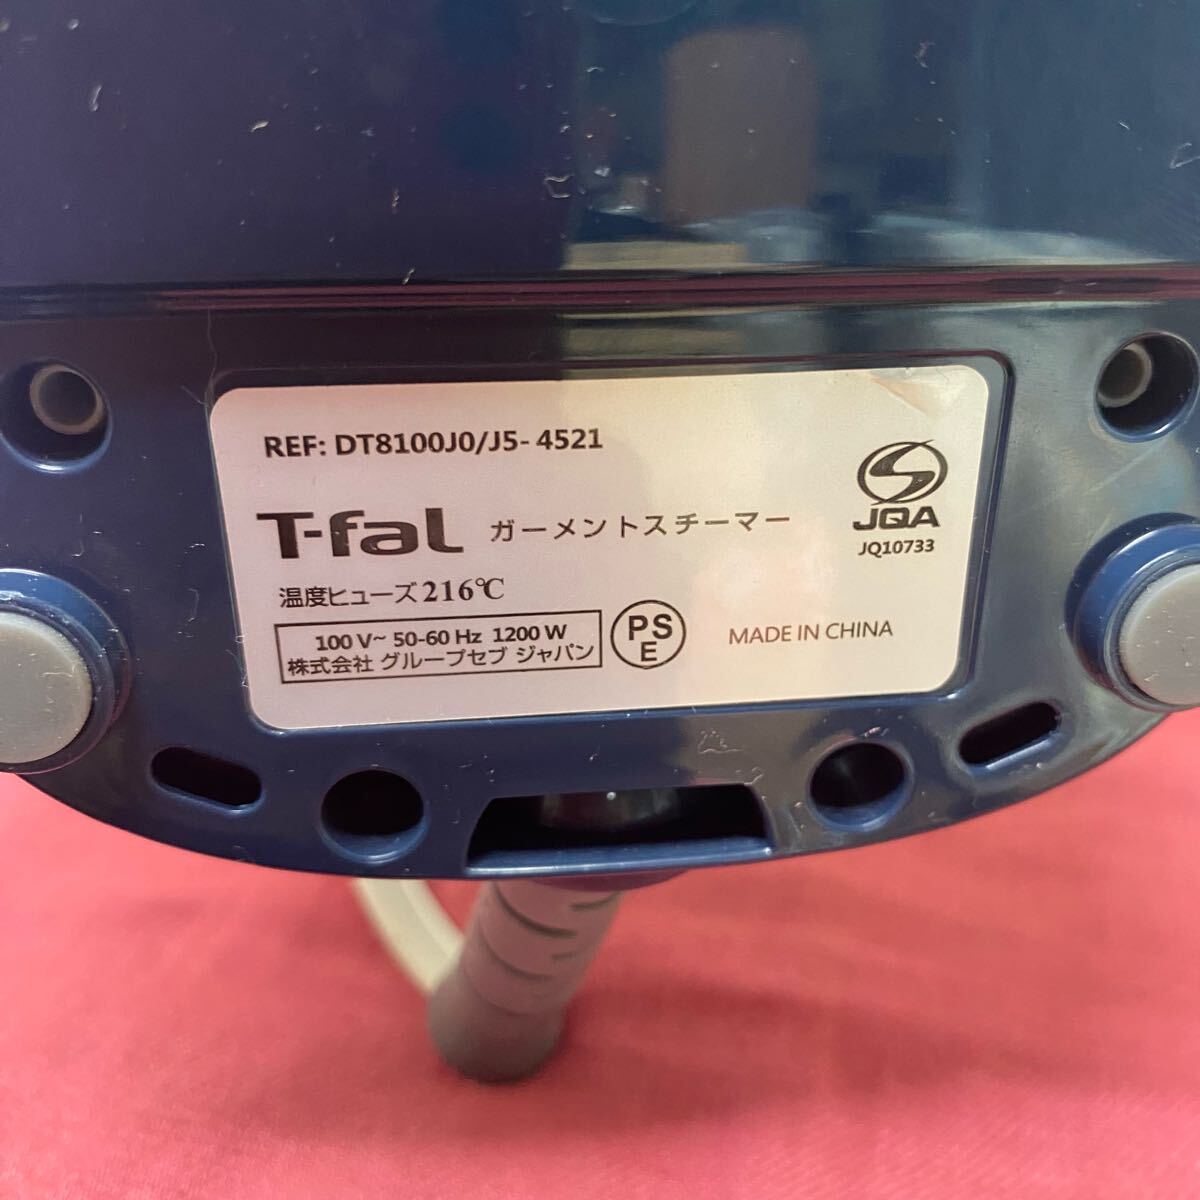 REF: DT8100J0/J5- 4521
T-fal ガーメントスチーマー
JQA
JQ10733
温度ヒューズ216℃
100 V~ 50-60 Hz 1200 W
株式会社 グループセブ ジャパン
PS
E
MADE IN CHINA